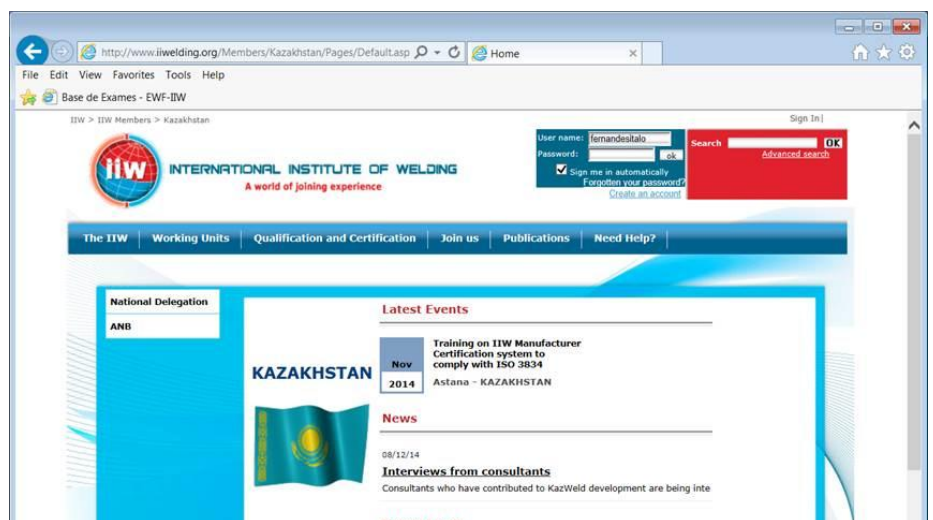 http://www.iiwelding.org/Members/Kazakhstan/Pages/Default.asp
Home
File Edit View Favorites Tools Help
Base de Exames - EWF-IIW
IIW > IIW Members > Kazakhstan
Sign In|
iiw
INTERNATIONAL INSTITUTE OF WELDING
A world of joining experience
User name: fernandesitalo
Password: ok
Sign me in automatically
Forgotten your password?
Create an account
Search OK
Advanced search
The IIW Working Units Qualification and Certification Join us Publications Need Help?
National Delegation
ANB
KAZAKHSTAN
Latest Events
Nov
2014
Training on IIW Manufacturer
Certification system to
comply with ISO 3834
Astana - KAZAKHSTAN
News
08/12/14
Interviews from consultants
Consultants who have contributed to KazWeld development are being inte